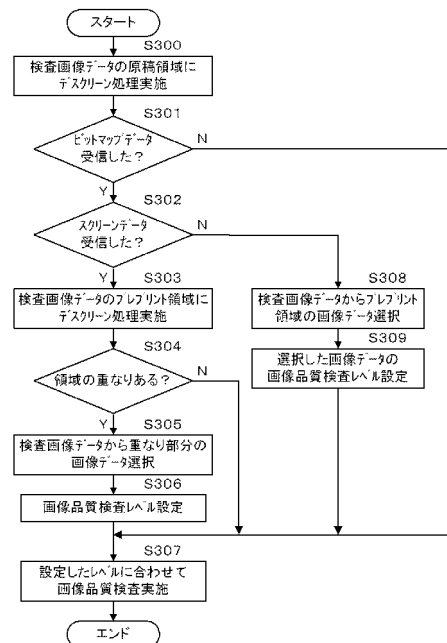 スタート
S300
検査画像データの原稿領域に
デスクリーン処理実施
S301
ビットマップデータ
受信した？
N
Y
S302
スクリーンデータ
受信した？
N
Y
S303
検査画像データのプレプリント領域に
デスクリーン処理実施
S308
検査画像データからプレプリント
領域の画像データ選択
S309
選択した画像データの
画像品質検査レベル設定
S304
領域の重なりある？
N
Y
S305
検査画像データから重なり部分の
画像データ選択
S306
画像品質検査レベル設定
S307
設定したレベルに合わせて
画像品質検査実施
エンド